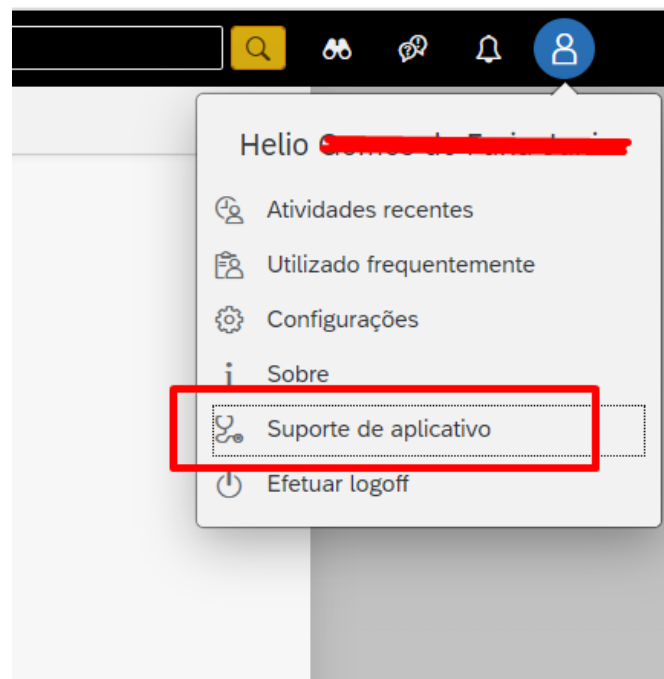 Helio
Atividades recentes
Utilizado frequentemente
Configurações
Sobre
Suporte de aplicativo
Efetuar logoff